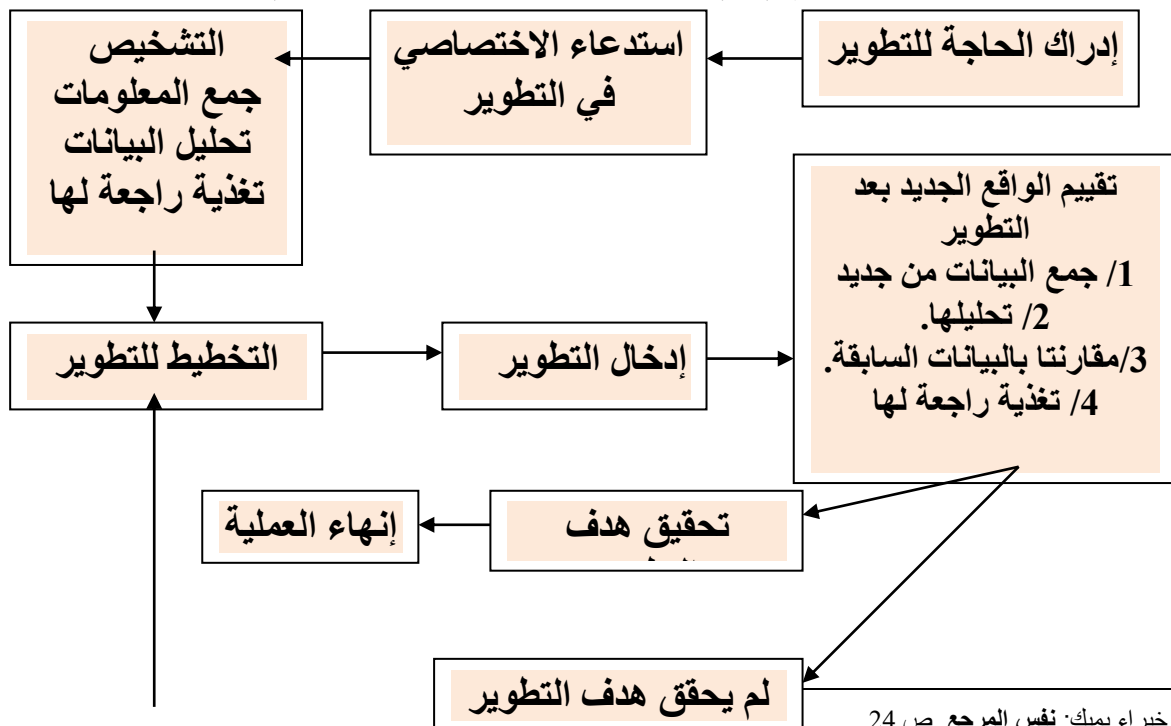 إدراك الحاجة للتطوير
استدعاء الاختصاصي
في التطوير
التشخيص
جمع المعلومات
تحليل البيانات
تغذية راجعة لها
التخطيط للتطوير
إدخال التطوير
تقييم الواقع الجديد بعد
التطوير
1/ جمع البيانات من جديد
2/ تحليلها.
3/مقارنتا بالبيانات السابقة.
4/ تغذية راجعة لها
تحقيق هدف
إنهاء العملية
لم يحقق هدف التطوير
خبراء بميك: نفس المرجع ص 24